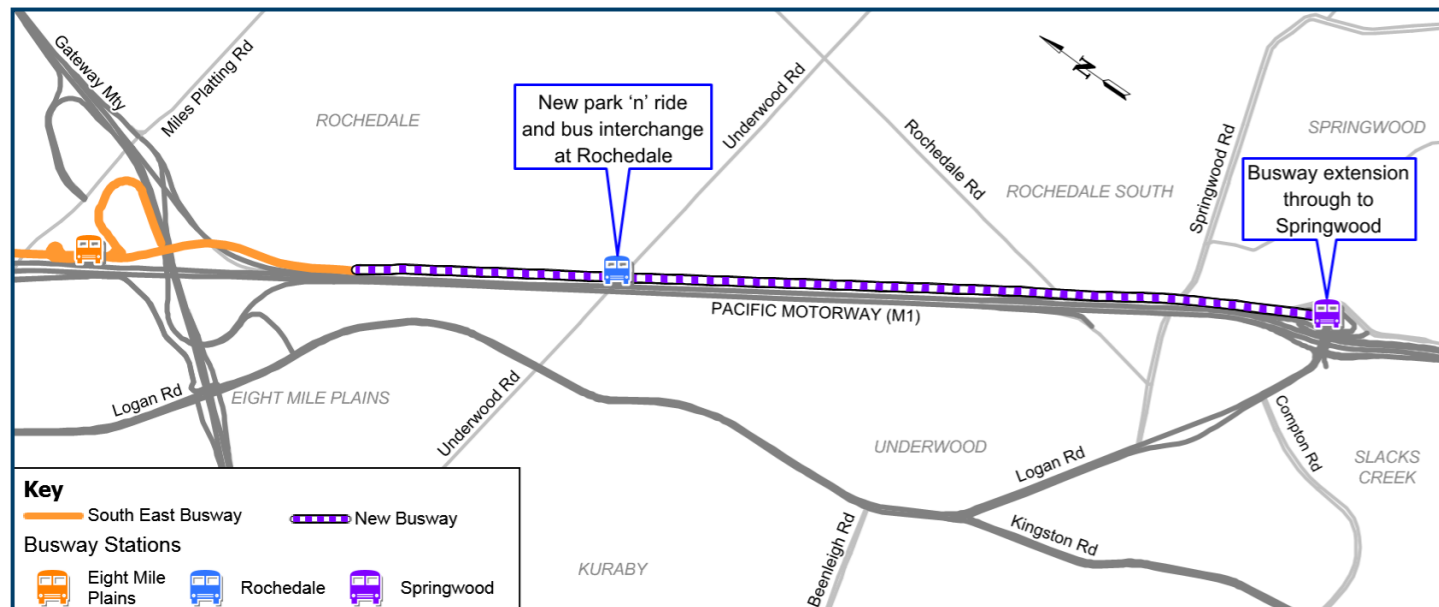 Gateway Mty
Miles Platting Rd
ROCHEDALE
New park ‘n’ ride
and bus interchange
at Rochedale
Underwood Rd
N
Rochedale Rd
ROCHEDALE SOUTH
Springwood Rd
SPRINGWOOD
Busway extension
through to
Springwood
PACIFIC MOTORWAY (M1)
Logan Rd
EIGHT MILE PLAINS
Underwood Rd
UNDERWOOD
Logan Rd
Compton Rd
SLACKS
CREEK
Beenleigh Rd
Kingston Rd
KURABY
Key
South East Busway
New Busway
Busway Stations
Eight Mile
Plains
Rochedale
Springwood